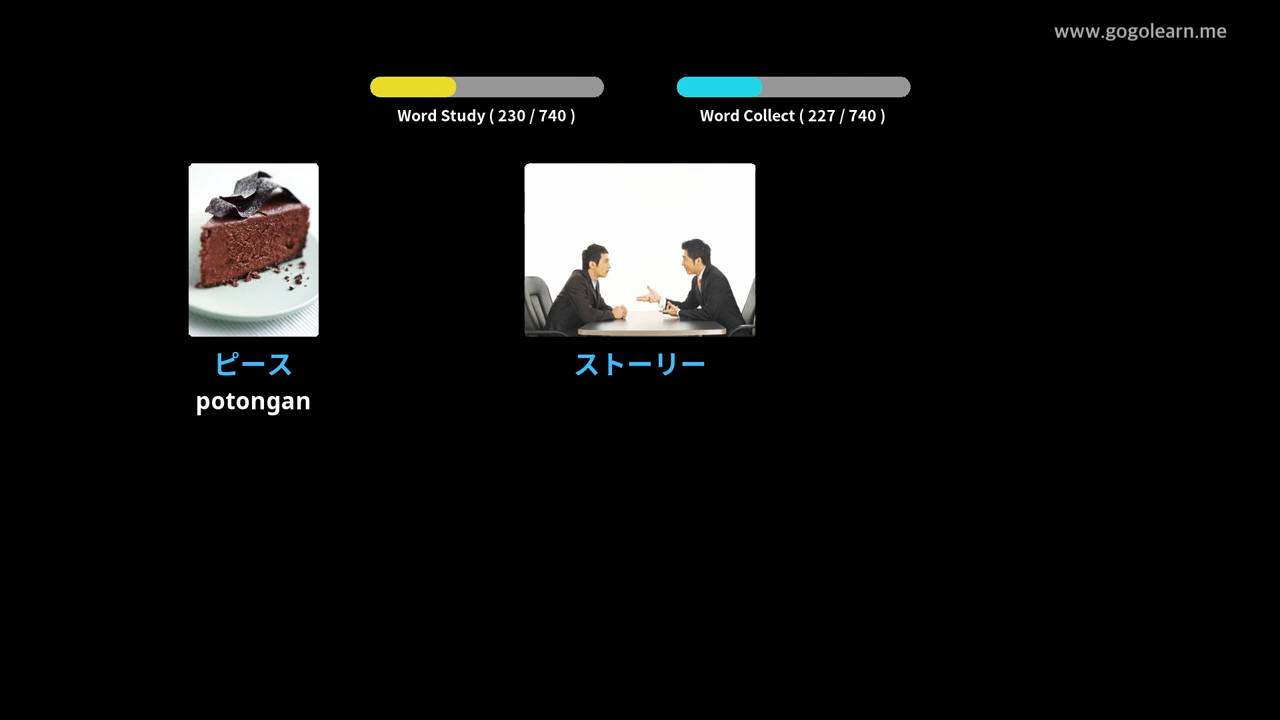 www.gogolearn.me
Word Study ( 230 / 740 )
Word Collect ( 227 / 740 )
ピース
potongan
ストーリー